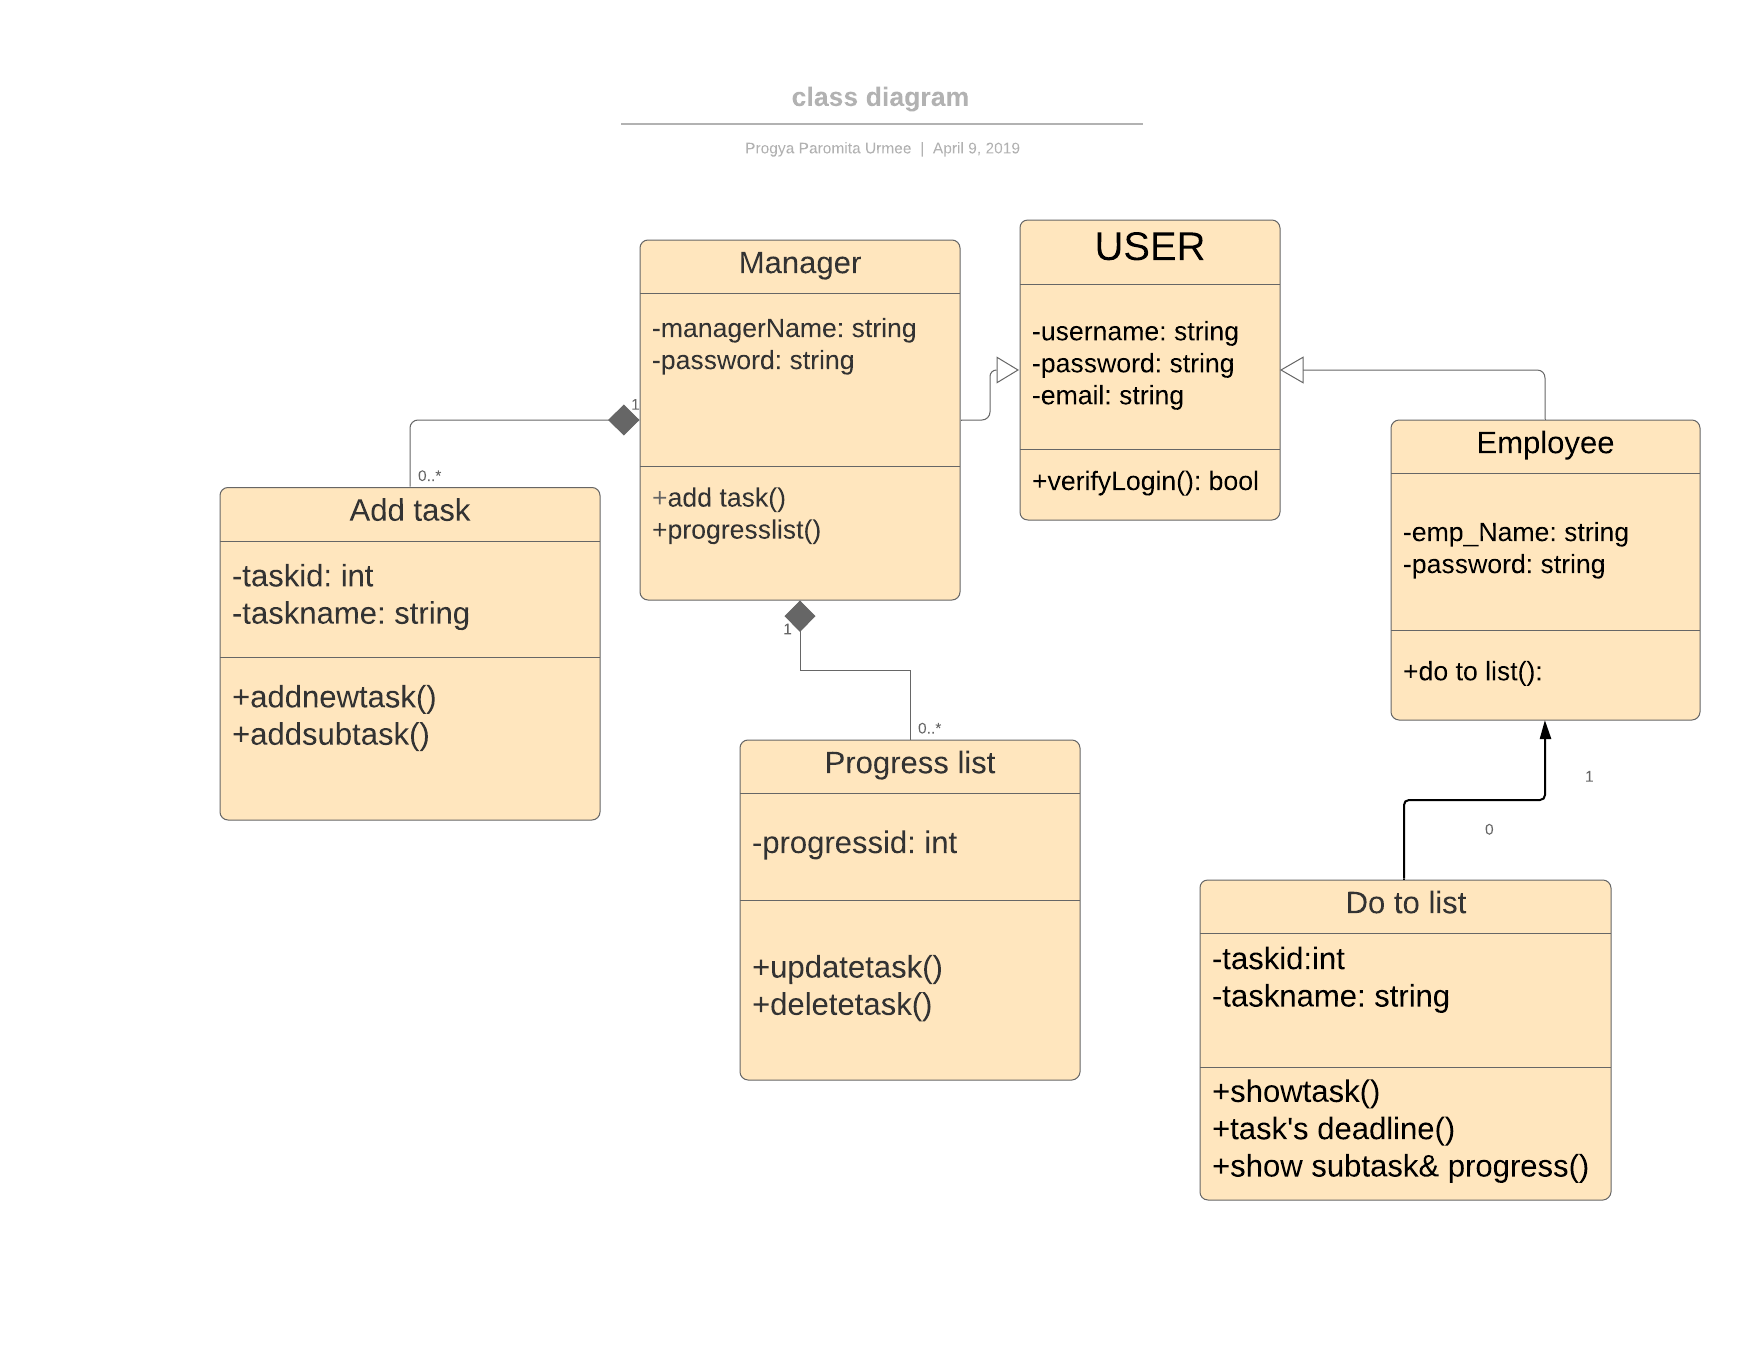 class diagram
Progya Paromita Urmee | April 9, 2019
Manager
-managerName: string
-password: string
+add task()
+progresslist()
USER
-username: string
-password: string
-email: string
+verifyLogin(): bool
Employee
-emp_Name: string
-password: string
+do to list():
1
0..*
Add task
-taskid: int
-taskname: string
+addnewtask()
+addsubtask()
1
0..*
Progress list
-progressid: int
+updatetask()
+deletetask()
1
0
Do to list
-taskid:int
-taskname: string
+showtask()
+task's deadline()
+show subtask& progress()